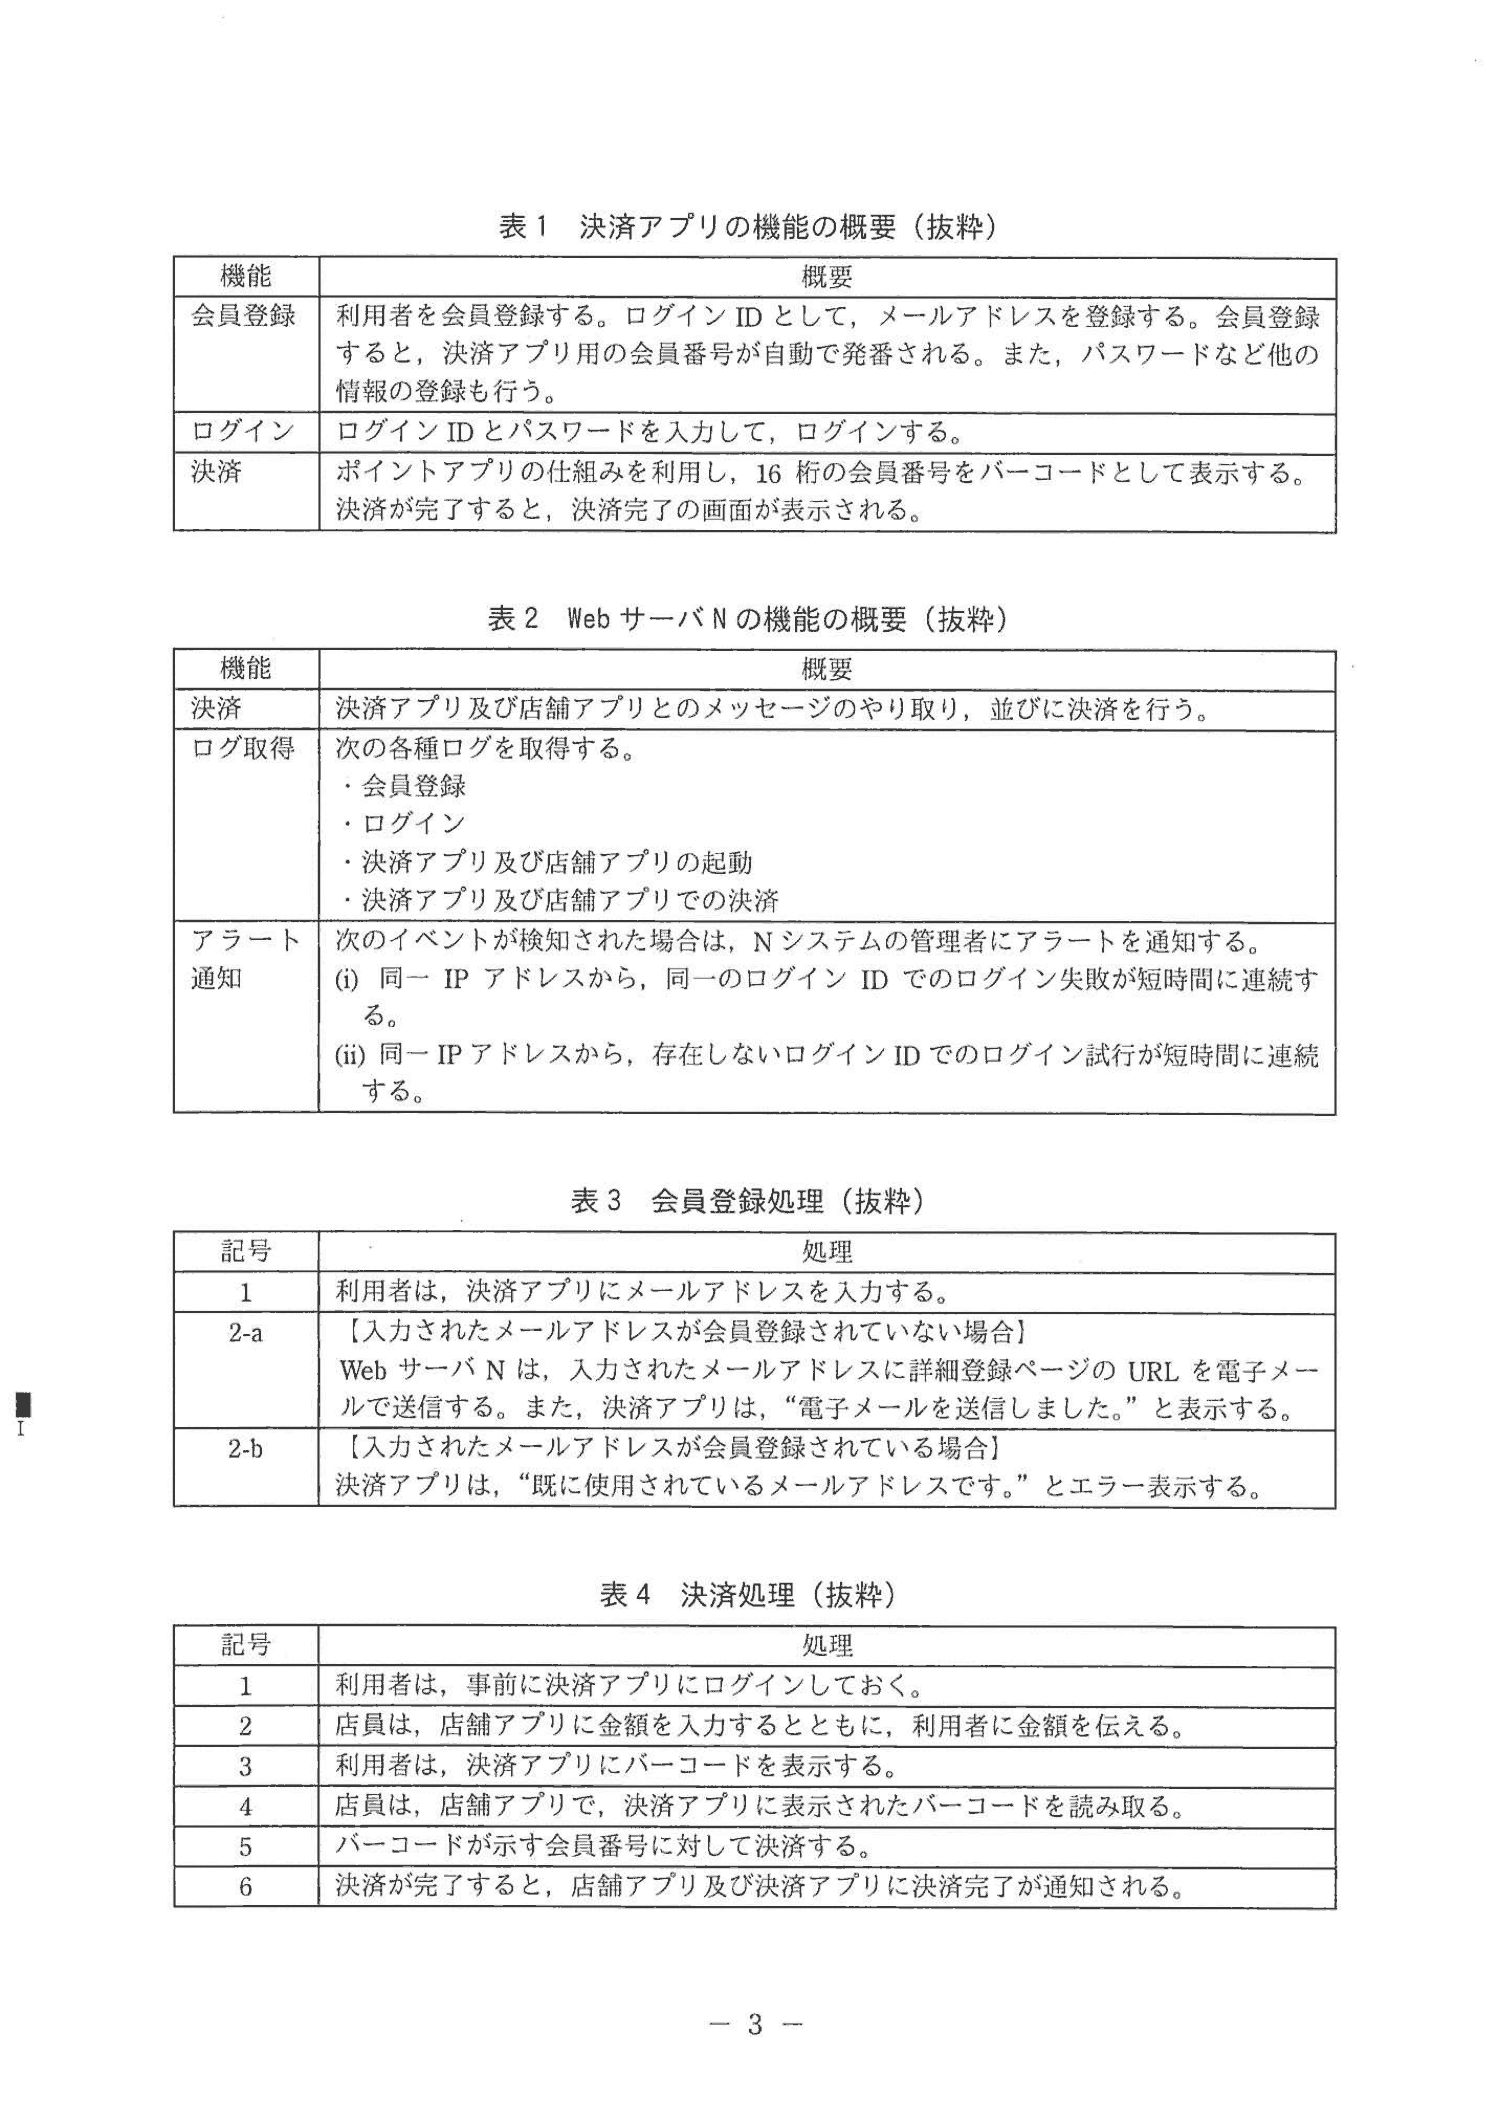 表1 決済アプリの機能の概要（抜粋）
機能 概要
会員登録 利用者を会員登録する。ログイン ID として，メールアドレスを登録する。会員登録
すると，決済アプリ用の会員番号が自動で発番される。また，パスワードなど他の
情報の登録も行う。
ログイン ログイン ID とパスワードを入力して，ログインする。
決済 ポイントアプリの仕組みを利用し，16 桁の会員番号をバーコードとして表示する。
決済が完了すると，決済完了の画面が表示される。
表2 Web サーバ N の機能の概要（抜粋）
機能 概要
決済 決済アプリ及び店舗アプリとのメッセージのやり取り，並びに決済を行う。
ログ取得 次の各種ログを取得する。
・会員登録
・ログイン
・決済アプリ及び店舗アプリの起動
・決済アプリ及び店舗アプリでの決済
アラート 次のイベントが検知された場合は，N システムの管理者にアラートを通知する。
通知 (i) 同一 IP アドレスから，同一のログイン ID でのログイン失敗が短時間に連続す
る。
(ii) 同一 IP アドレスから，存在しないログイン ID でのログイン試行が短時間に連続
する。
表3 会員登録処理（抜粋）
記号 処理
1 利用者は，決済アプリにメールアドレスを入力する。
2-a 【入力されたメールアドレスが会員登録されていない場合】
Web サーバ N は，入力されたメールアドレスに詳細登録ページの URL を電子メー
ルで送信する。また，決済アプリは，“電子メールを送信しました。” と表示する。
2-b 【入力されたメールアドレスが会員登録されている場合】
決済アプリは，“既に使用されているメールアドレスです。” とエラー表示する。
I
表4 決済処理（抜粋）
記号 処理
1 利用者は，事前に決済アプリにログインしておく。
2 店員は，店舗アプリに金額を入力するとともに，利用者に金額を伝える。
3 利用者は，決済アプリにバーコードを表示する。
4 店員は，店舗アプリで，決済アプリに表示されたバーコードを読み取る。
5 バーコードが示す会員番号に対して決済する。
6 決済が完了すると，店舗アプリ及び決済アプリに決済完了が通知される。
－ 3 －